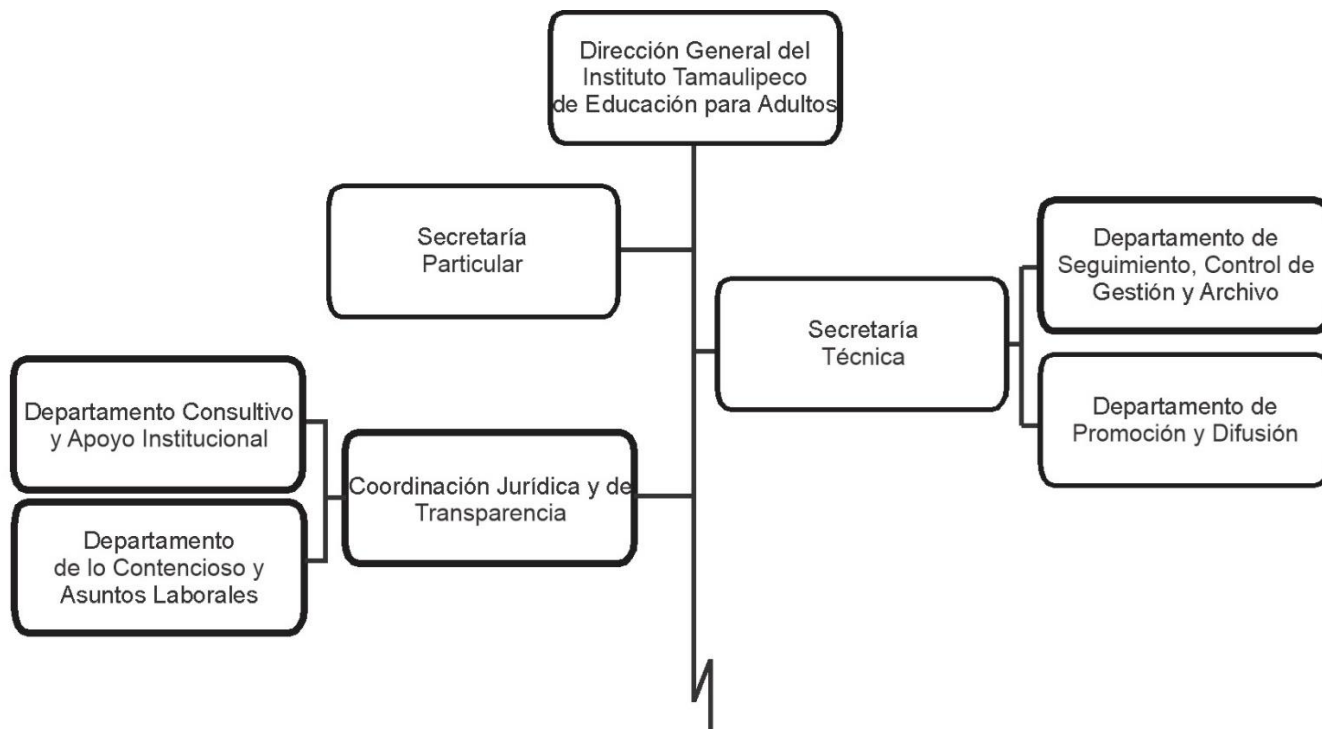 Dirección General del
Instituto Tamaulipeco
de Educación para Adultos
Secretaría
Particular
Departamento de
Seguimiento, Control de
Gestión y Archivo
Secretaría
Técnica
Departamento de
Promoción y Difusión
Departamento Consultivo
y Apoyo Institucional
Coordinación Jurídica y de
Transparencia
Departamento
de lo Contencioso y
Asuntos Laborales